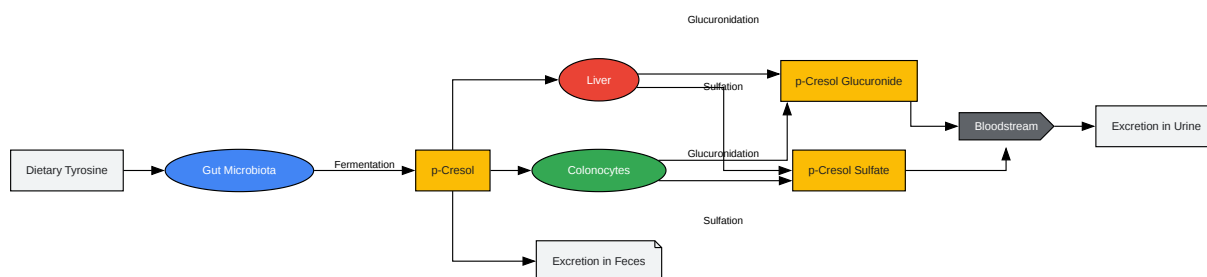 Glucuronidation
Liver
Sulfation
p-Cresol Glucuronide
Bloodstream
Excretion in Urine
Dietary Tyrosine
Gut Microbiota
Fermentation
p-Cresol
Colonocytes
Glucuronidation
p-Cresol Sulfate
Sulfation
Excretion in Feces